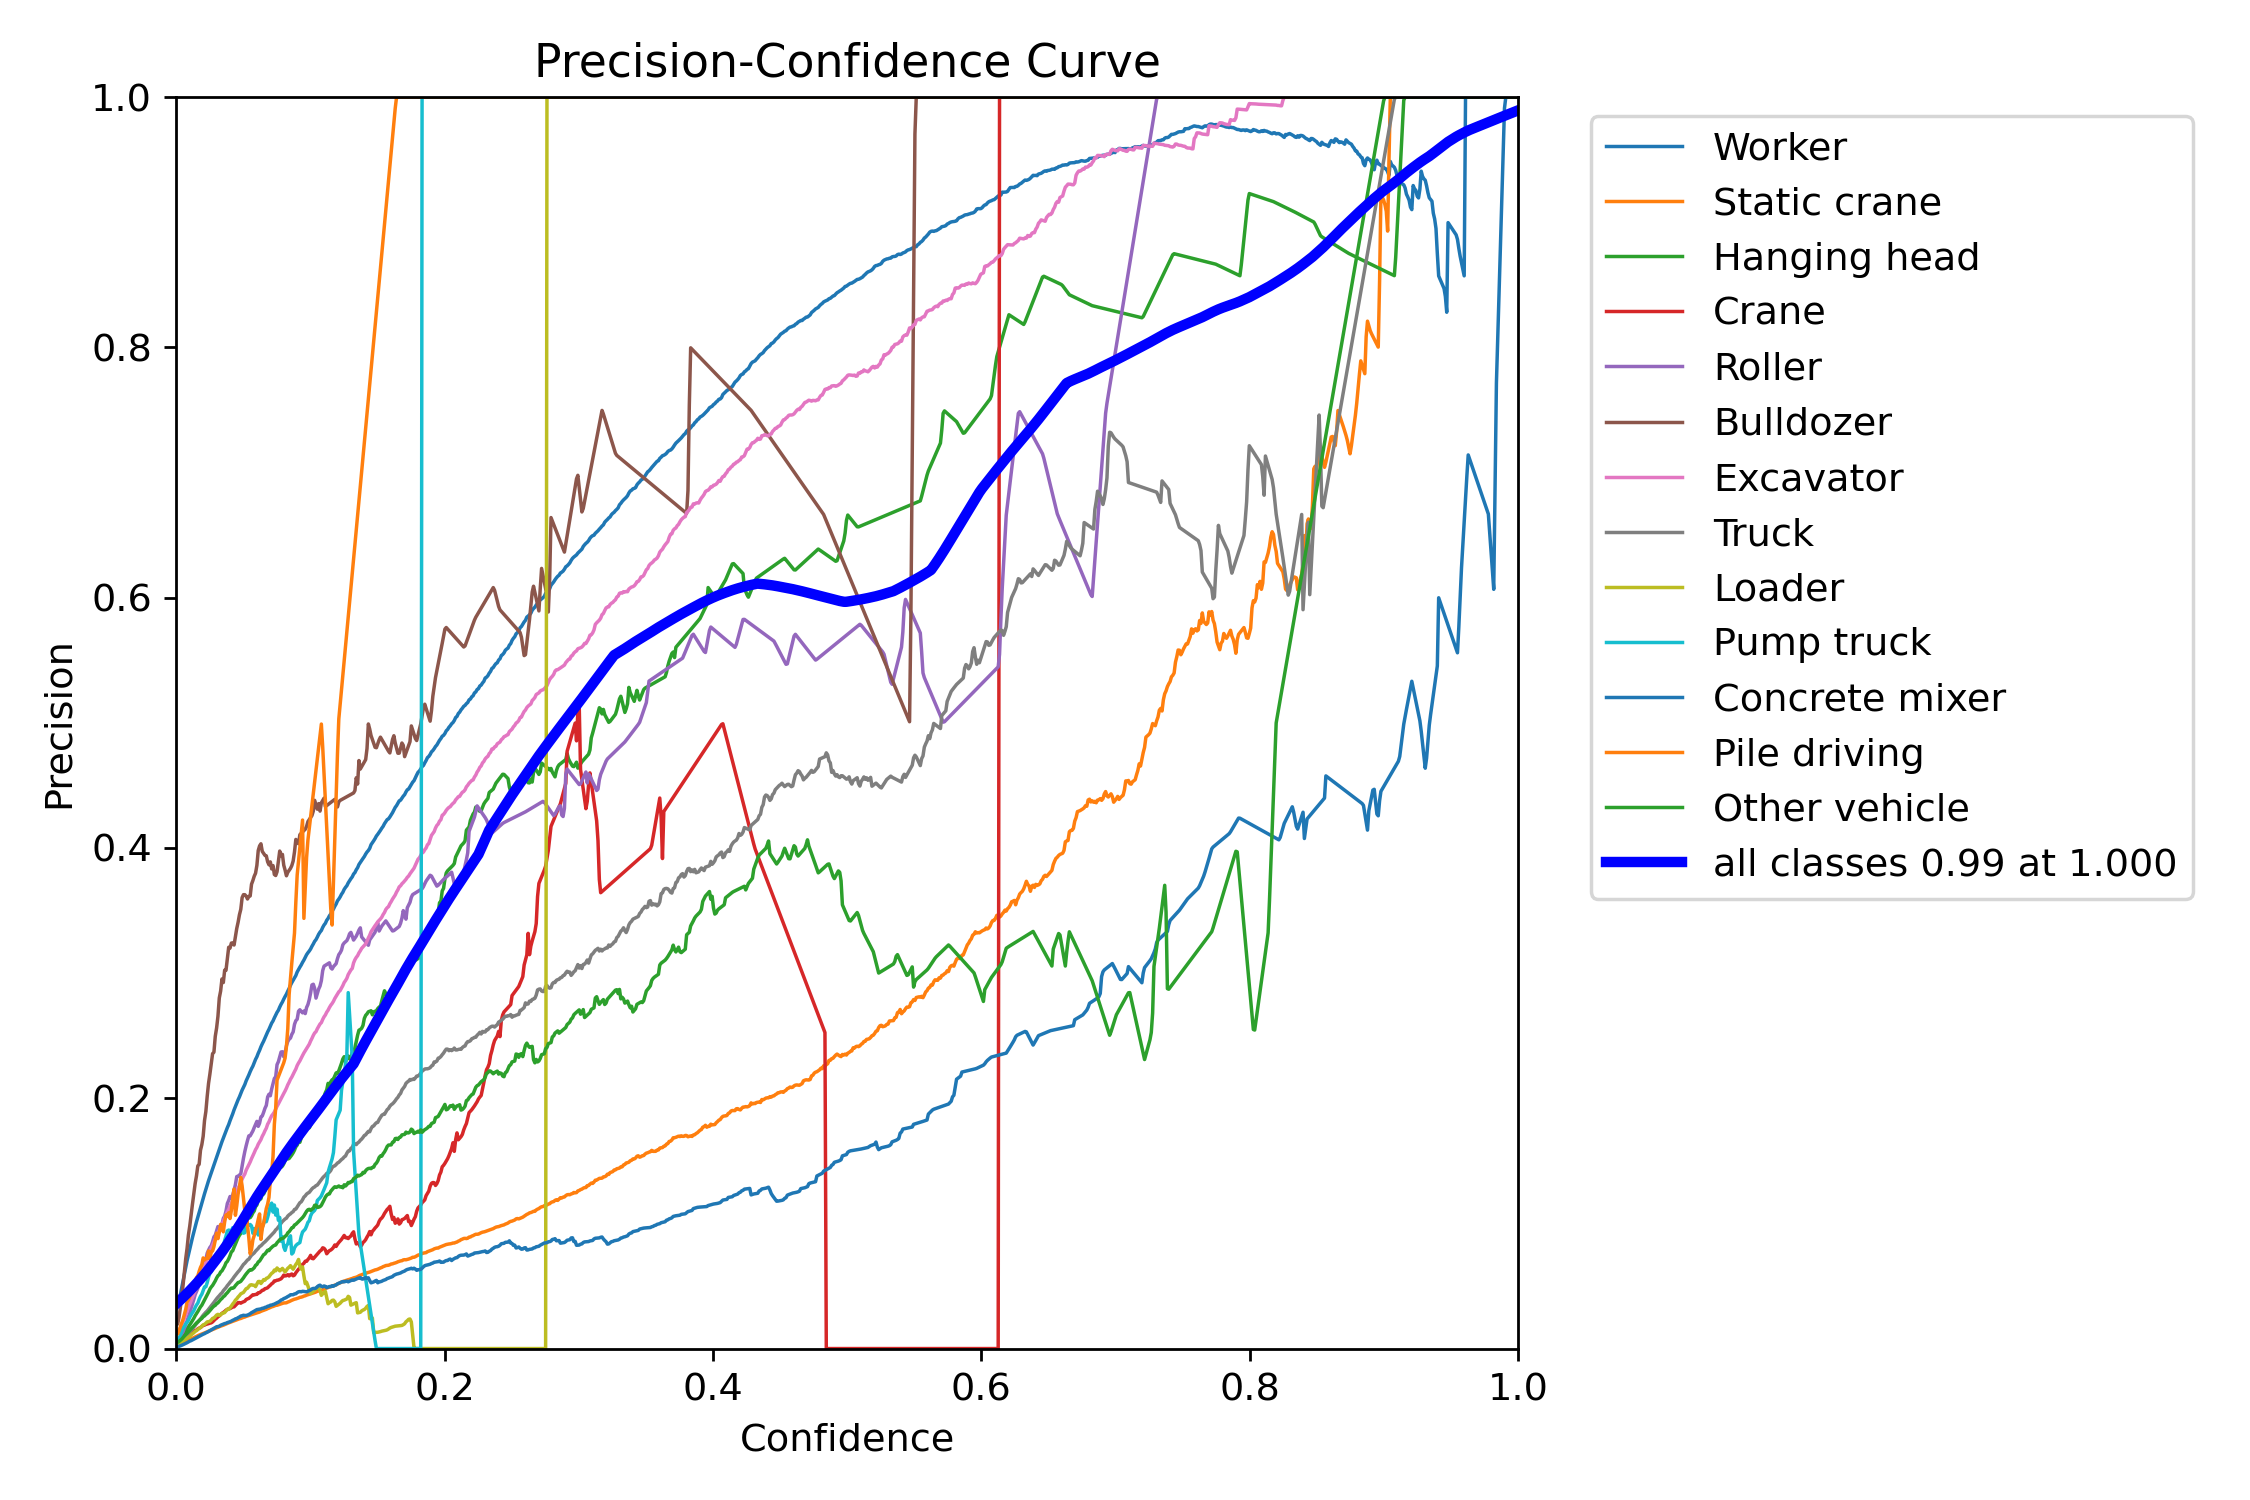 Precision-Confidence Curve
1.0
0.8
0.6
0.4
0.2
0.0
Precision
0.0 0.2 0.4 0.6 0.8 1.0
Confidence
Worker
Static crane
Hanging head
Crane
Roller
Bulldozer
Excavator
Truck
Loader
Pump truck
Concrete mixer
Pile driving
Other vehicle
all classes 0.99 at 1.000